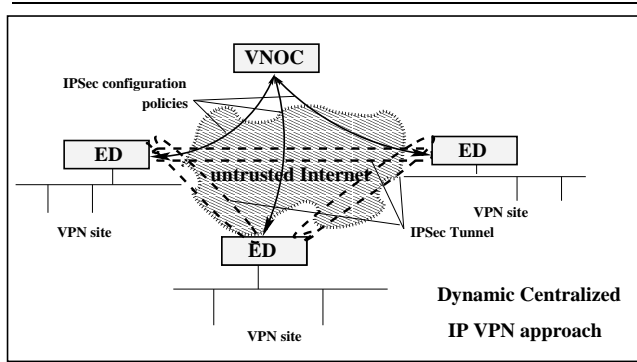 VNOC
IPSec configuration
policies
ED
ED
untrusted Internet
VPN site
VPN site
IPSec Tunnel
ED
VPN site
Dynamic Centralized
IP VPN approach